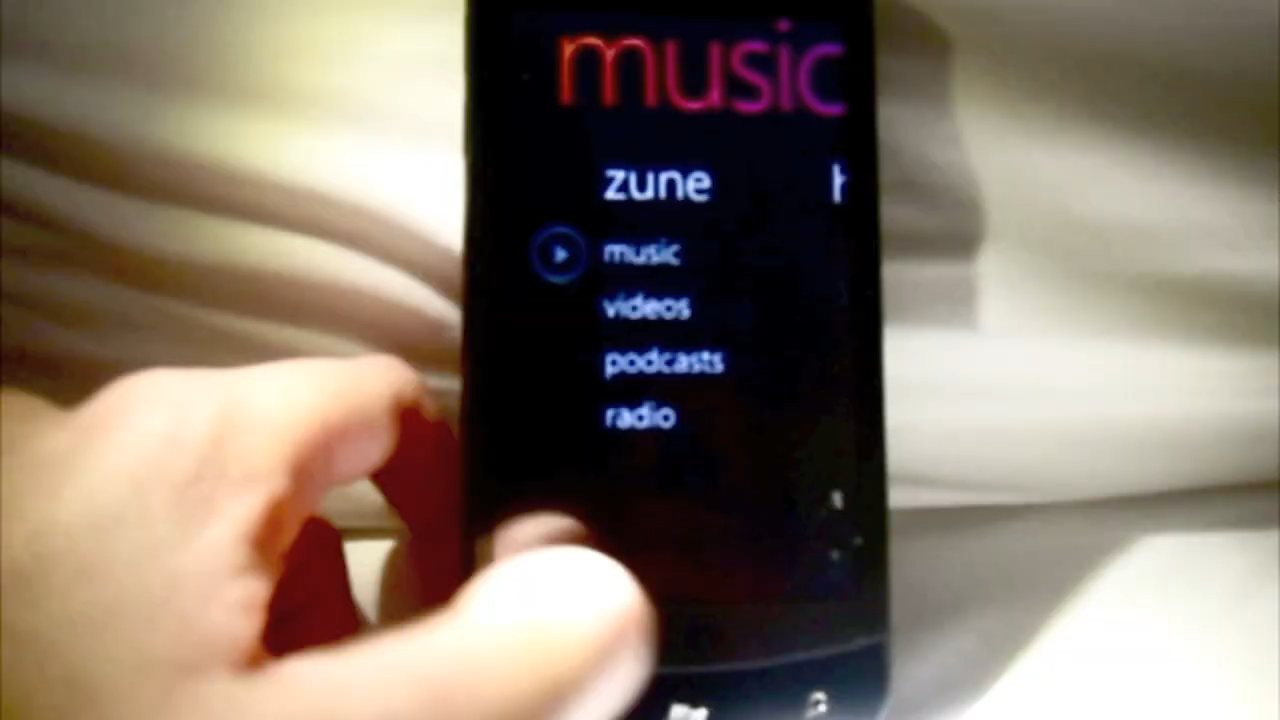 music
zune h
music
videos
podcasts
radio